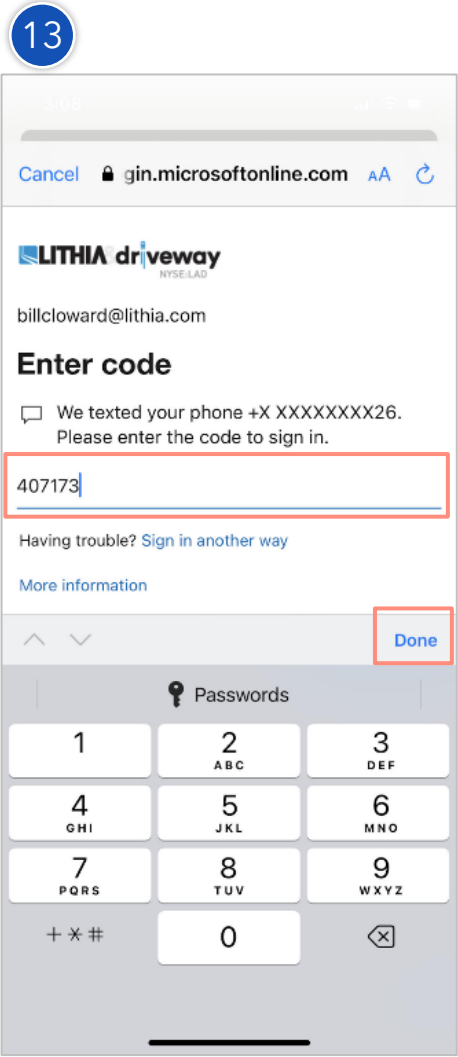 13
3:08
Cancel gin.microsoftonline.com AA
LITHIA driveway
NYSE:LAD
billcloward@lithia.com
Enter code
We texted your phone +X XXXXXXXX26.
Please enter the code to sign in.
407173
Having trouble? Sign in another way
More information
Done
Passwords
1 2 3
ABC DEF
4 5 6
GHI JKL MNO
7 8 9
PQRS TUV WXYZ
+*# 0